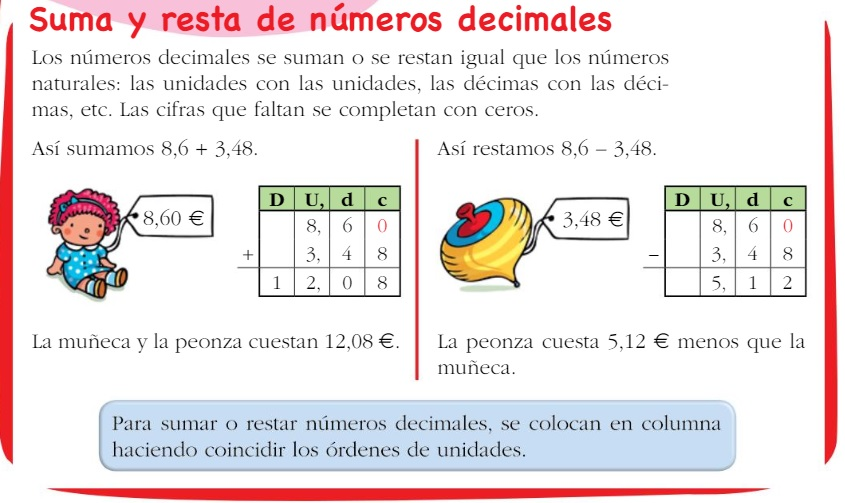 Suma y resta de números decimales
Los números decimales se suman o se restan igual que los números
naturales: las unidades con las unidades, las décimas con las déci-
mas, etc. Las cifras que faltan se completan con ceros.
Así sumamos 8,6 + 3,48.
8,60 €
D U, d c
8, 6 0
+ 3, 4 8
1 2, 0 8
La muñeca y la peonza cuestan 12,08 €.
Así restamos 8,6 – 3,48.
3,48 €
D U, d c
8, 6 0
– 3, 4 8
5, 1 2
La peonza cuesta 5,12 € menos que la
muñeca.
Para sumar o restar números decimales, se colocan en columna
haciendo coincidir los órdenes de unidades.